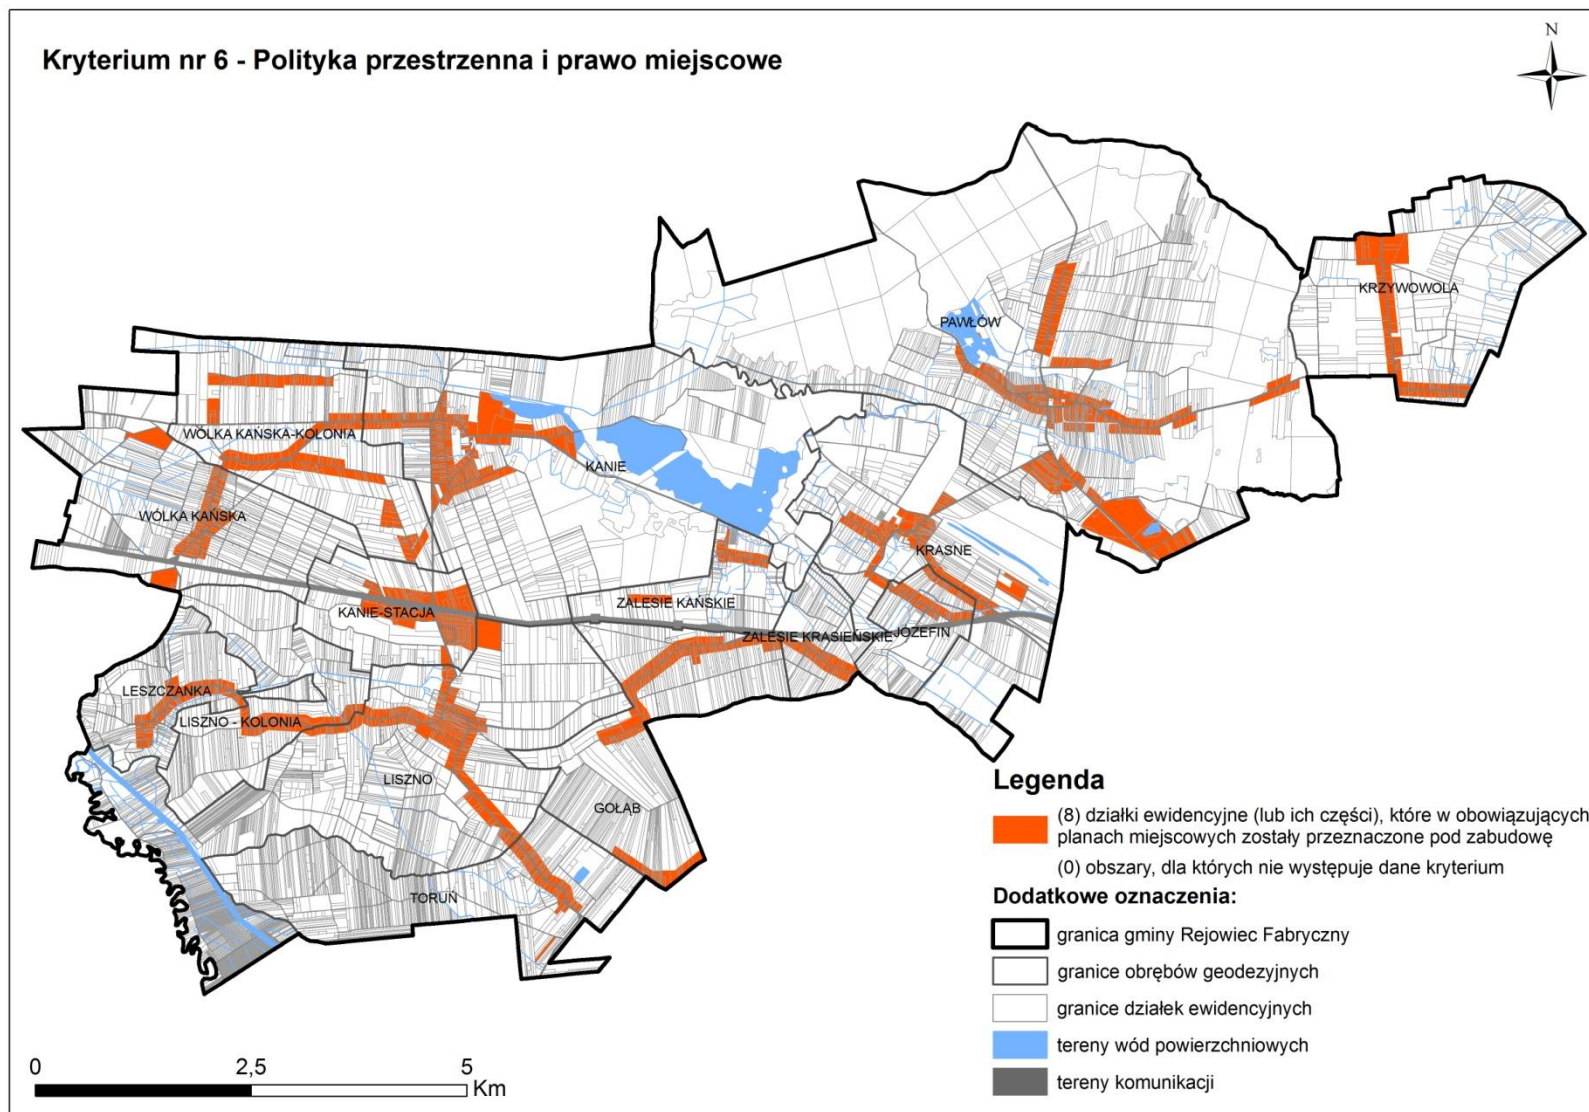 Kryterium nr 6 - Polityka przestrzenna i prawo miejscowe
N
KRZYWOWOLA
PAWŁÓW
WÓLKA KAŃSKA-KOLONIA
KANIE
WÓLKA KAŃSKA
KRASNE
ZALESIE KAŃSKIE
KANIE-STACJA
ZALESIE KRASIEŃSKIE
JÓZEFIN
LESZCZANKA
LISZNO - KOLONIA
LISZNO
GOŁĄB
TORUŃ
Legenda
(8) działki ewidencyjne (lub ich części), które w obowiązujących
planach miejscowych zostały przeznaczone pod zabudowę
(0) obszary, dla których nie występuje dane kryterium
Dodatkowe oznaczenia:
granica gminy Rejowiec Fabryczny
granice obrębów geodezyjnych
granice działek ewidencyjnych
tereny wód powierzchniowych
tereny komunikacji
0 2,5 5
Km